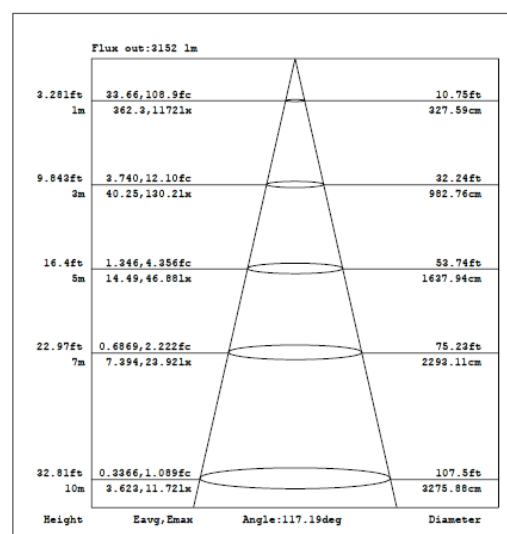 Flux out:3152 lm
3.281ft 33.66,108.9fc 10.75ft
1m 362.3,1172lx 327.59cm
9.843ft 3.740,12.10fc 32.24ft
3m 40.25,130.2lx 982.76cm
16.4ft 1.346,4.356fc 53.74ft
5m 14.49,46.88lx 1637.94cm
22.97ft 0.6869,2.222fc 75.23ft
7m 7.394,23.92lx 2293.11cm
32.81ft 0.3366,1.089fc 107.5ft
10m 3.623,11.72lx 3275.88cm
Height Eavg,Emax Angle:117.19deg Diameter